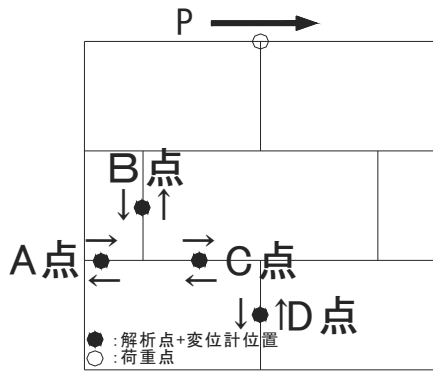 P
B点
↓ ↑
→ →
A点 C点
← ←
↓ ↑D点
● :解析点+変位計位置
○ :荷重点